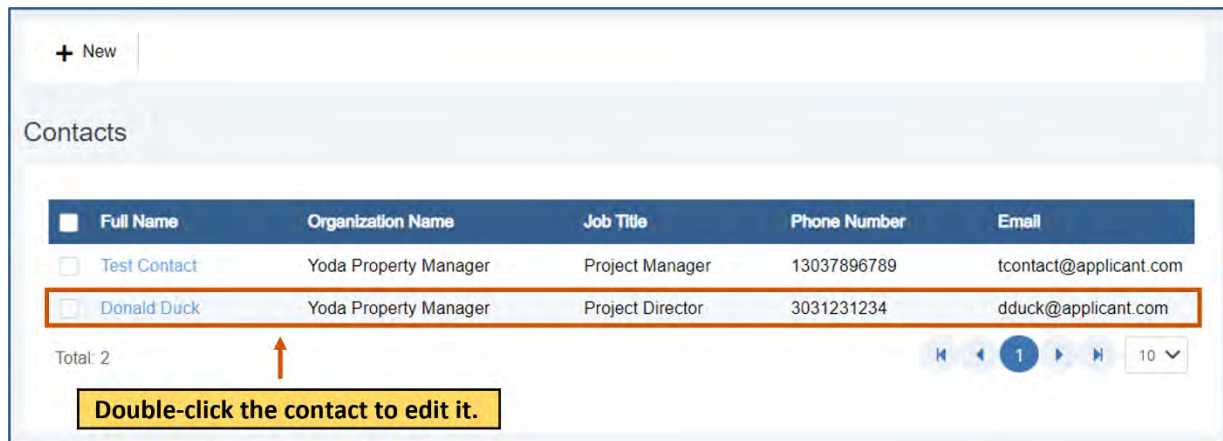 + New
Contacts
Full Name Organization Name Job Title Phone Number Email
Test Contact Yoda Property Manager Project Manager 13037896789 tcontact@applicant.com
Donald Duck Yoda Property Manager Project Director 3031231234 dduck@applicant.com
Total: 2 1 10
Double-click the contact to edit it.